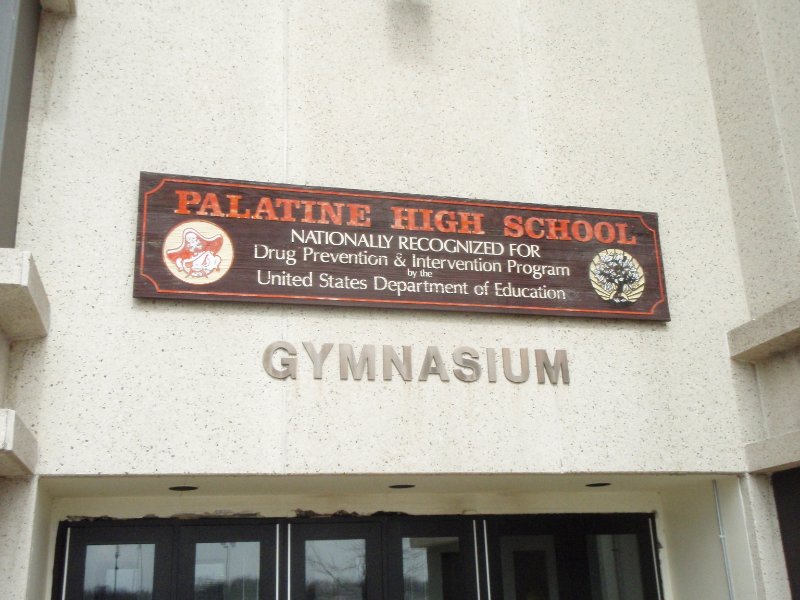 PALATINE HIGH SCHOOL
NATIONALLY RECOGNIZED FOR
Drug Prevention & Intervention Program
by the
United States Department of Education
GYMNASIUM